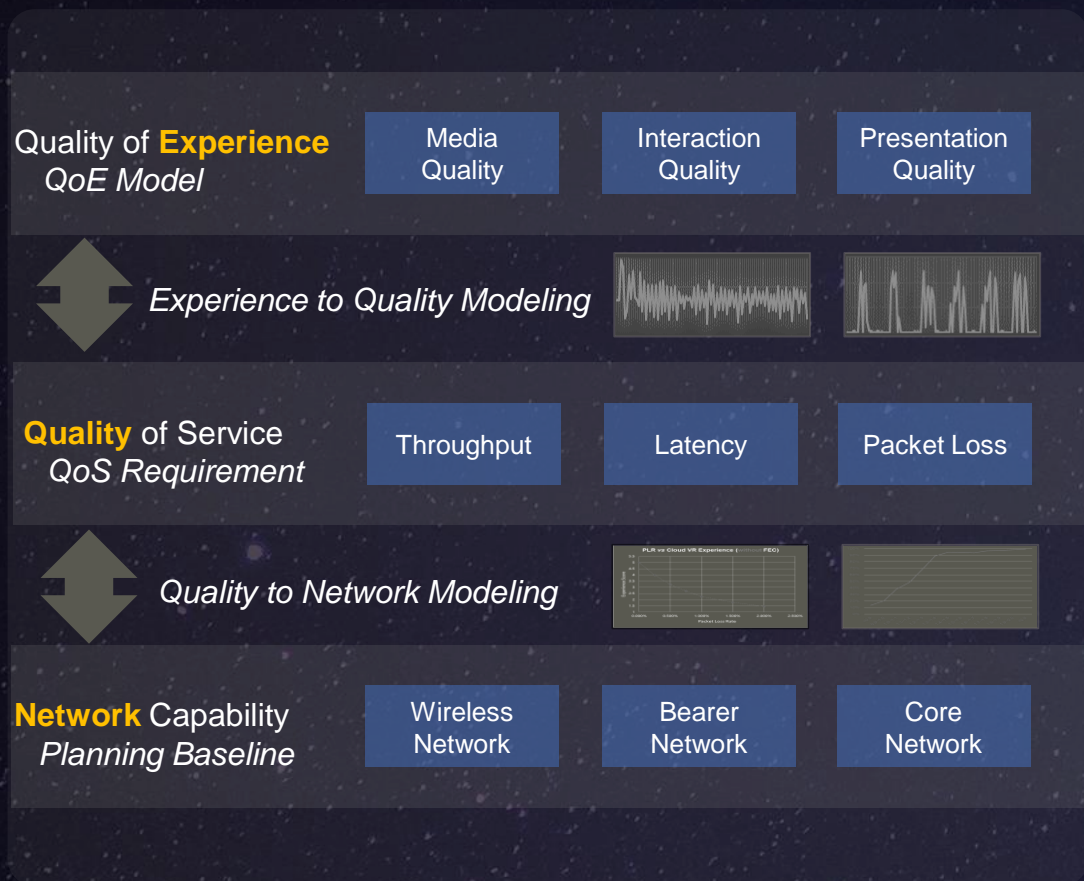 Quality of Experience
QoE Model
Media
Quality
Interaction
Quality
Presentation
Quality
Experience to Quality Modeling
Quality of Service
QoS Requirement
Throughput
Latency
Packet Loss
Quality to Network Modeling
PLR vs Cloud VR Experience (without FEC)
Packet Loss Rate
Network Capability
Planning Baseline
Wireless
Network
Bearer
Network
Core
Network